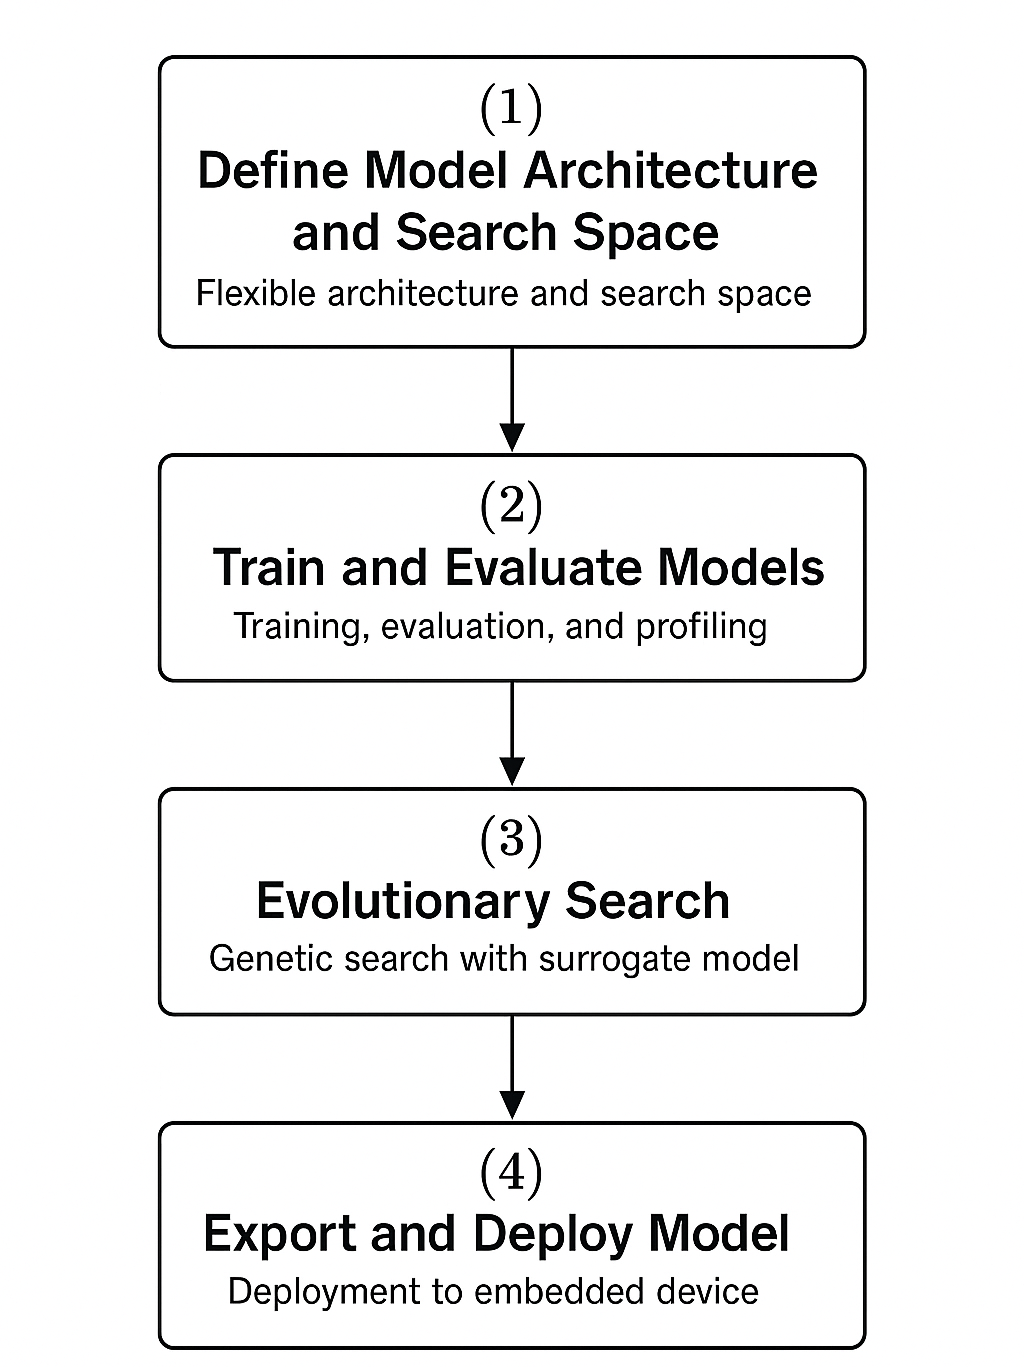 (1)
Define Model Architecture
and Search Space
Flexible architecture and search space
(2)
Train and Evaluate Models
Training, evaluation, and profiling
(3)
Evolutionary Search
Genetic search with surrogate model
(4)
Export and Deploy Model
Deployment to embedded device